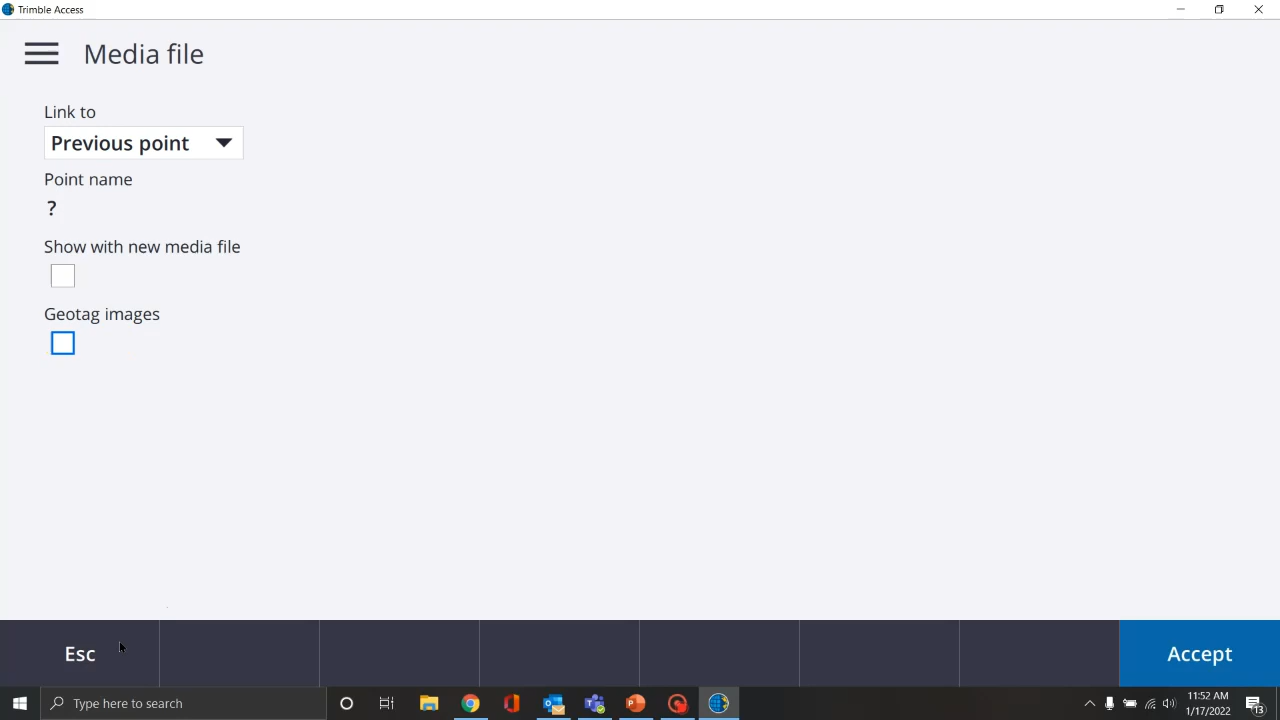 Trimble Access
Media file
Link to
Previous point
Point name
?
Show with new media file
Geotag images
Esc
Accept
Type here to search
11:52 AM
1/17/2022
13